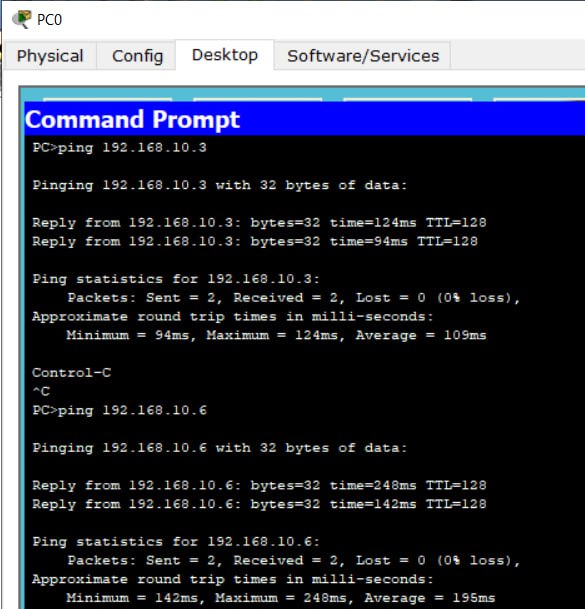 PC0
Physical Config Desktop Software/Services
Command Prompt
PC>ping 192.168.10.3
Pinging 192.168.10.3 with 32 bytes of data:
Reply from 192.168.10.3: bytes=32 time=124ms TTL=128
Reply from 192.168.10.3: bytes=32 time=94ms TTL=128
Ping statistics for 192.168.10.3:
Packets: Sent = 2, Received = 2, Lost = 0 (0% loss),
Approximate round trip times in milli-seconds:
Minimum = 94ms, Maximum = 124ms, Average = 109ms
Control-C
^C
PC>ping 192.168.10.6
Pinging 192.168.10.6 with 32 bytes of data:
Reply from 192.168.10.6: bytes=32 time=248ms TTL=128
Reply from 192.168.10.6: bytes=32 time=142ms TTL=128
Ping statistics for 192.168.10.6:
Packets: Sent = 2, Received = 2, Lost = 0 (0% loss),
Approximate round trip times in milli-seconds:
Minimum = 142ms, Maximum = 248ms, Average = 195ms